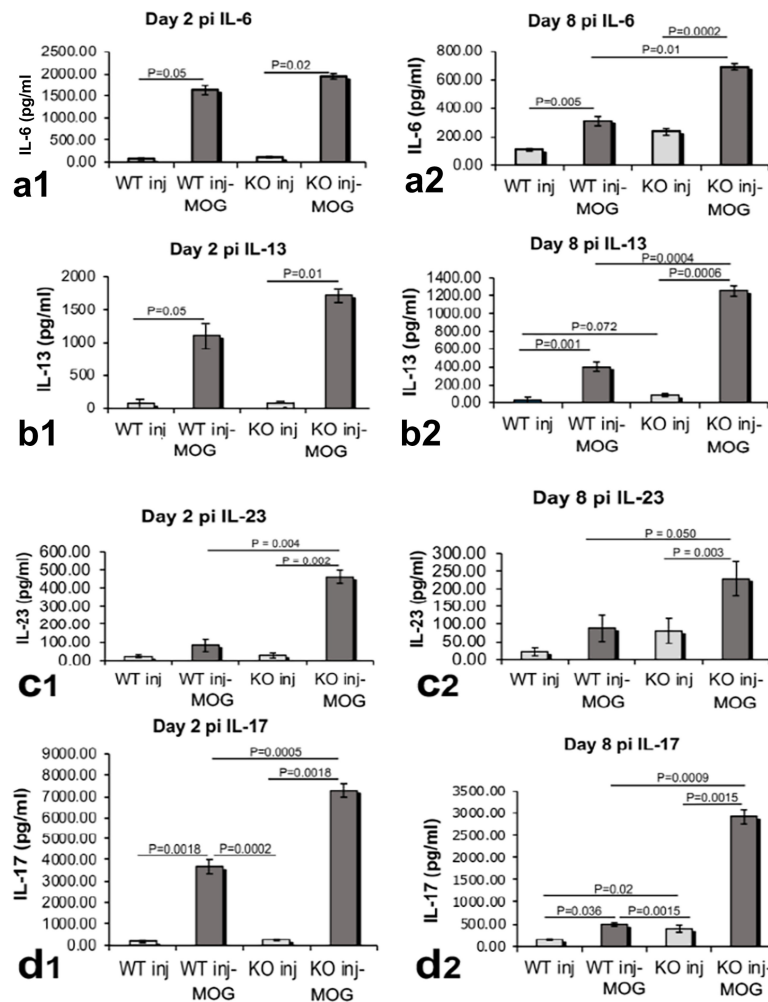 Day 2 pi IL-6
IL-6 (pg/ml)
2500.00
2000.00
1500.00
1000.00
500.00
0.00
P=0.05
P=0.02
WT inj
WT inj-
MOG
KO inj
KO inj-
MOG
a1
Day 8 pi IL-6
IL-6 (pg/ml)
800.00
600.00
400.00
200.00
0.00
P=0.0002
P=0.01
P=0.005
WT inj
WT inj-
MOG
KO inj
KO inj-
MOG
a2
Day 2 pi IL-13
IL-13 (pg/ml)
2000
1500
1000
500
0
P=0.05
P=0.01
WT inj
WT inj-
MOG
KO inj
KO inj-
MOG
b1
Day 8 pi IL-13
IL-13 (pg/ml)
1400.00
1200.00
1000.00
800.00
600.00
400.00
200.00
0.00
P=0.0004
P=0.0006
P=0.072
P=0.001
WT inj
WT inj-
MOG
KO inj
KO inj-
MOG
b2
Day 2 pi IL-23
IL-23 (pg/ml)
600.00
500.00
400.00
300.00
200.00
100.00
0.00
P = 0.004
P = 0.002
WT inj
WT inj-
MOG
KO inj
KO inj-
MOG
c1
Day 8 pi IL-23
IL-23 (pg/ml)
300.00
250.00
200.00
150.00
100.00
50.00
0.00
P = 0.050
P = 0.003
WT inj
WT inj-
MOG
KO inj
KO inj-
MOG
c2
Day 2 pi IL-17
IL-17 (pg/ml)
9000.00
8000.00
7000.00
6000.00
5000.00
4000.00
3000.00
2000.00
1000.00
0.00
P=0.0005
P=0.0018
P=0.0018
P=0.0002
WT inj
WT inj-
MOG
KO inj
KO inj-
MOG
d1
Day 8 pi IL-17
IL-17 (pg/ml)
3500.00
3000.00
2500.00
2000.00
1500.00
1000.00
500.00
0.00
P=0.0009
P=0.0015
P=0.02
P=0.036
P=0.0015
WT inj
WT inj-
MOG
KO inj
KO inj-
MOG
d2